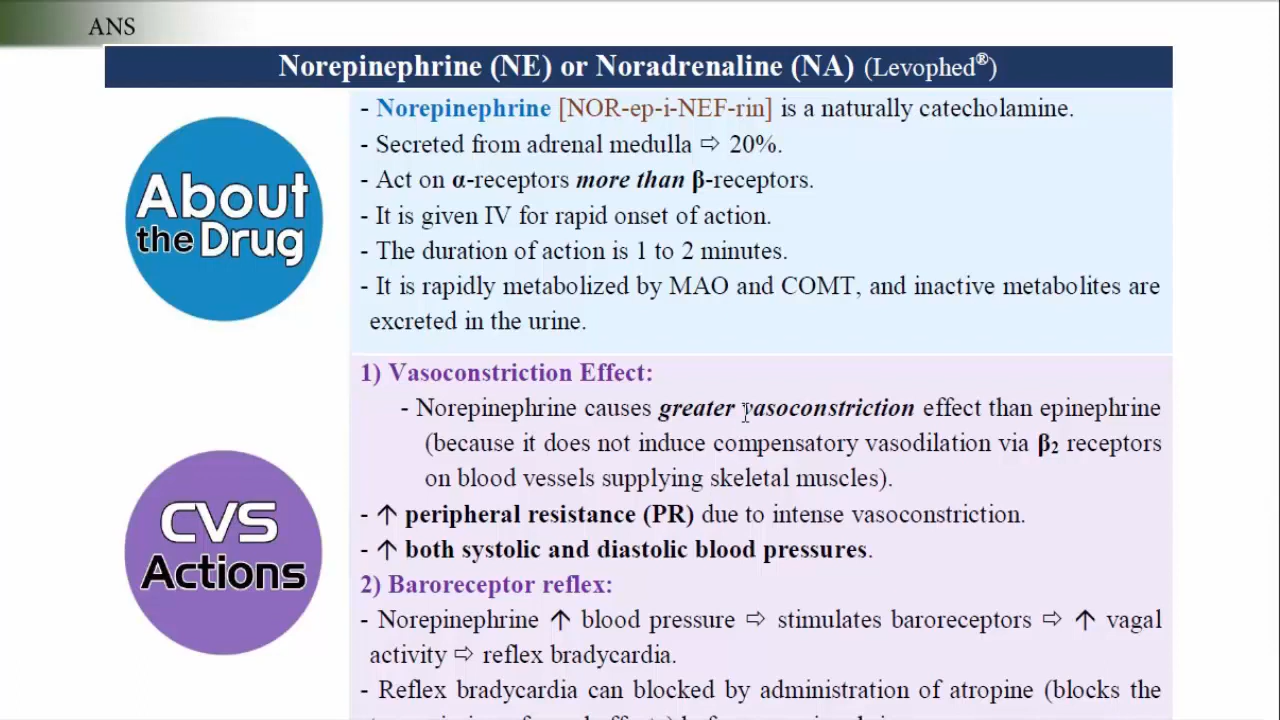 ANS
Norepinephrine (NE) or Noradrenaline (NA) (Levophed®)
About
the Drug
- Norepinephrine [NOR-ep-i-NEF-rin] is a naturally catecholamine.
- Secreted from adrenal medulla ⇨ 20%.
- Act on α-receptors more than β-receptors.
- It is given IV for rapid onset of action.
- The duration of action is 1 to 2 minutes.
- It is rapidly metabolized by MAO and COMT, and inactive metabolites are
excreted in the urine.
CVS
Actions
1) Vasoconstriction Effect:
- Norepinephrine causes greater vasoconstriction effect than epinephrine
(because it does not induce compensatory vasodilation via β₂ receptors
on blood vessels supplying skeletal muscles).
- ↑ peripheral resistance (PR) due to intense vasoconstriction.
- ↑ both systolic and diastolic blood pressures.
2) Baroreceptor reflex:
- Norepinephrine ↑ blood pressure ⇨ stimulates baroreceptors ⇨ ↑ vagal
activity ⇨ reflex bradycardia.
- Reflex bradycardia can blocked by administration of atropine (blocks the